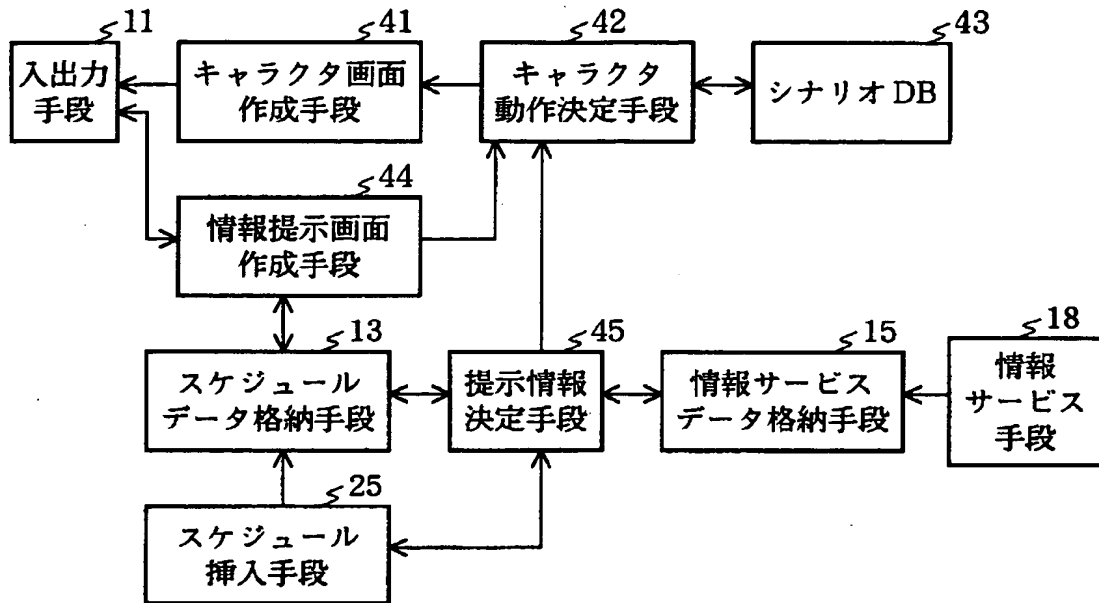 11
入出力
手段
41
キャラクタ画面
作成手段
42
キャラクタ
動作決定手段
43
シナリオDB
44
情報提示画面
作成手段
13
スケジュール
データ格納手段
45
提示情報
決定手段
15
情報サービス
データ格納手段
18
情報
サービス
手段
25
スケジュール
挿入手段